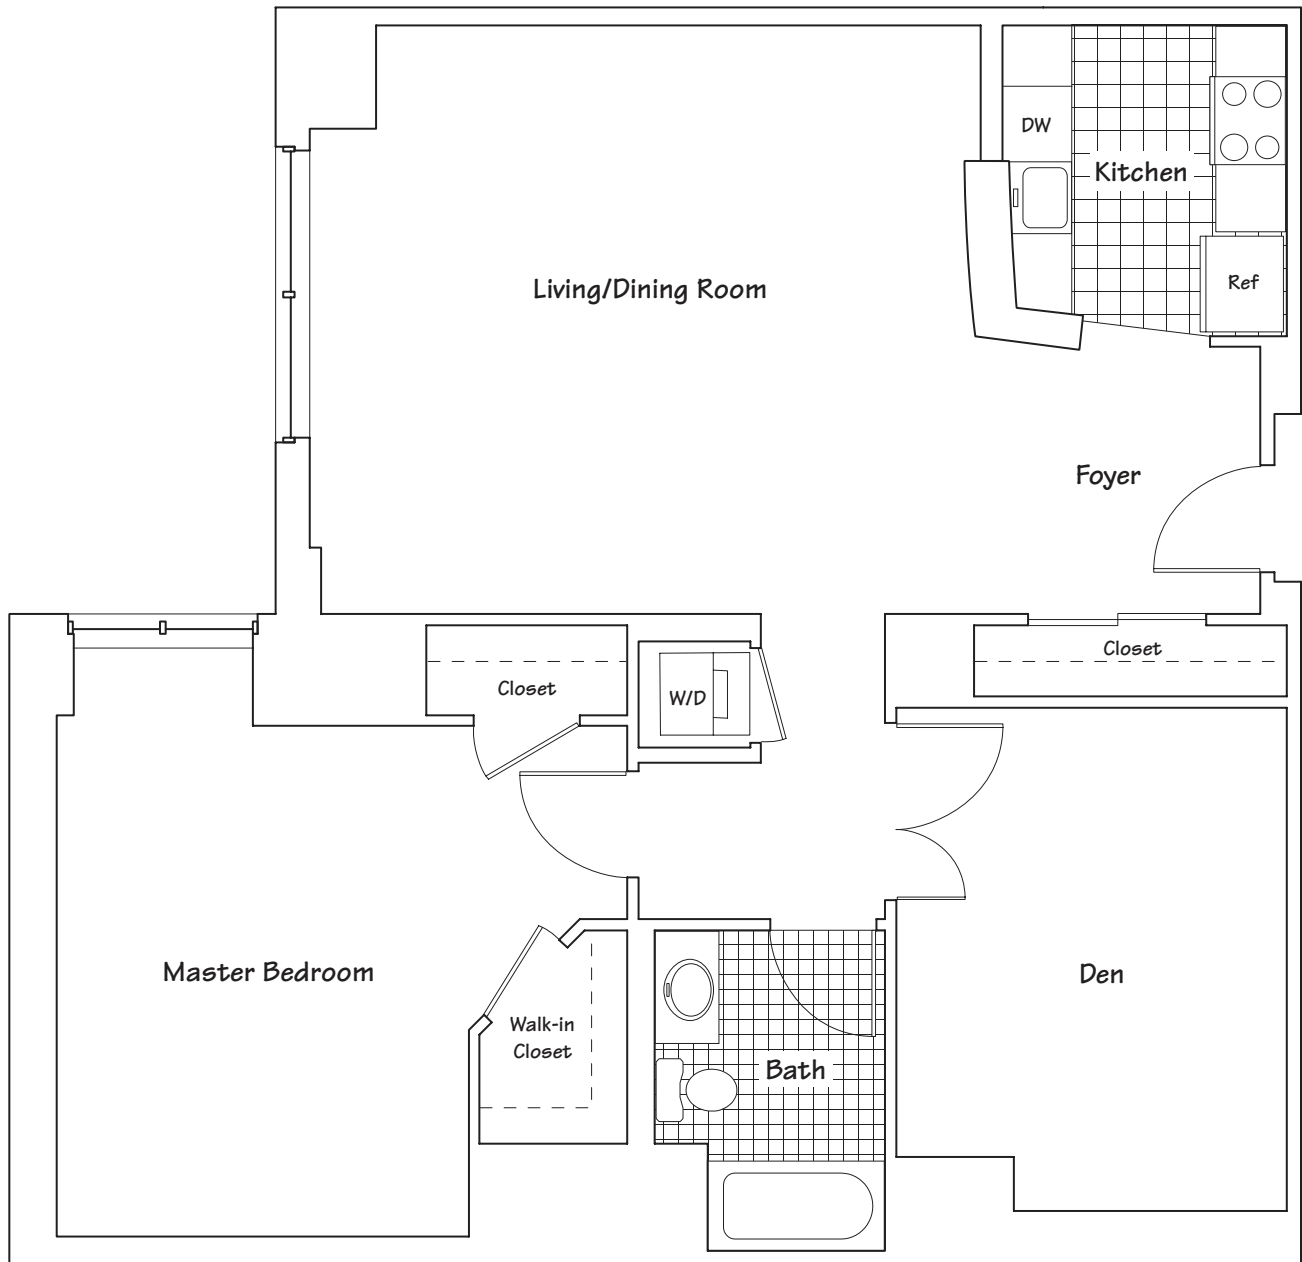 DW
Kitchen
Living/Dining Room
Ref
Foyer
Closet
Closet
W/D
Master Bedroom
Den
Walk-in
Closet
Bath